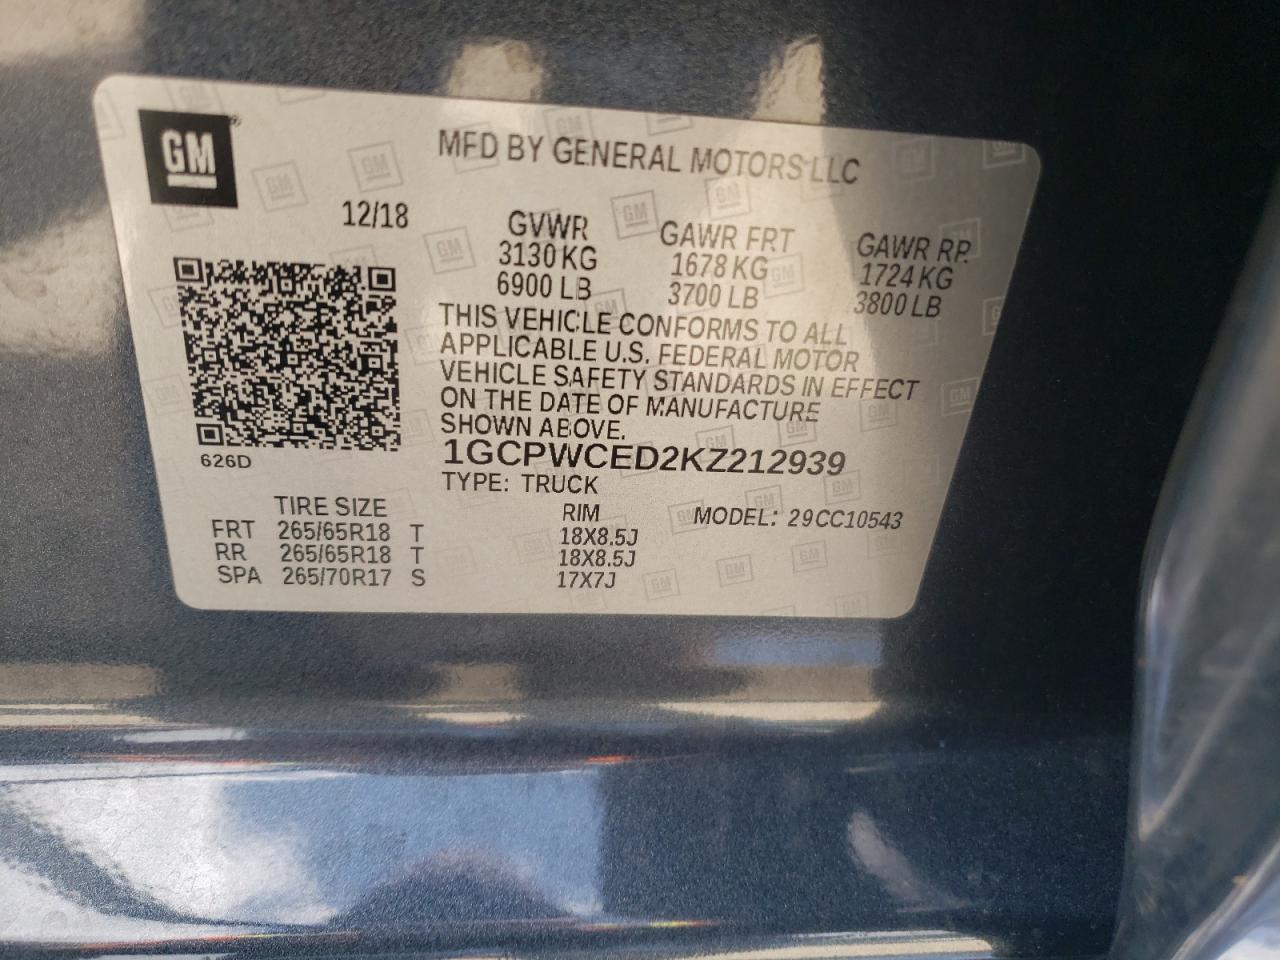 GM
MFD BY GENERAL MOTORS LLC
12/18
GVWR GAWR FRT GAWR RR
3130 KG 1678 KG 1724 KG
6900 LB 3700 LB 3800 LB
THIS VEHICLE CONFORMS TO ALL
APPLICABLE U.S. FEDERAL MOTOR
VEHICLE SAFETY STANDARDS IN EFFECT
ON THE DATE OF MANUFACTURE
SHOWN ABOVE.
626D
1GCPWCED2KZ212939
TYPE: TRUCK
TIRE SIZE RIM MODEL: 29CC10543
FRT 265/65R18 T 18X8.5J
RR 265/65R18 T 18X8.5J
SPA 265/70R17 S 17X7J